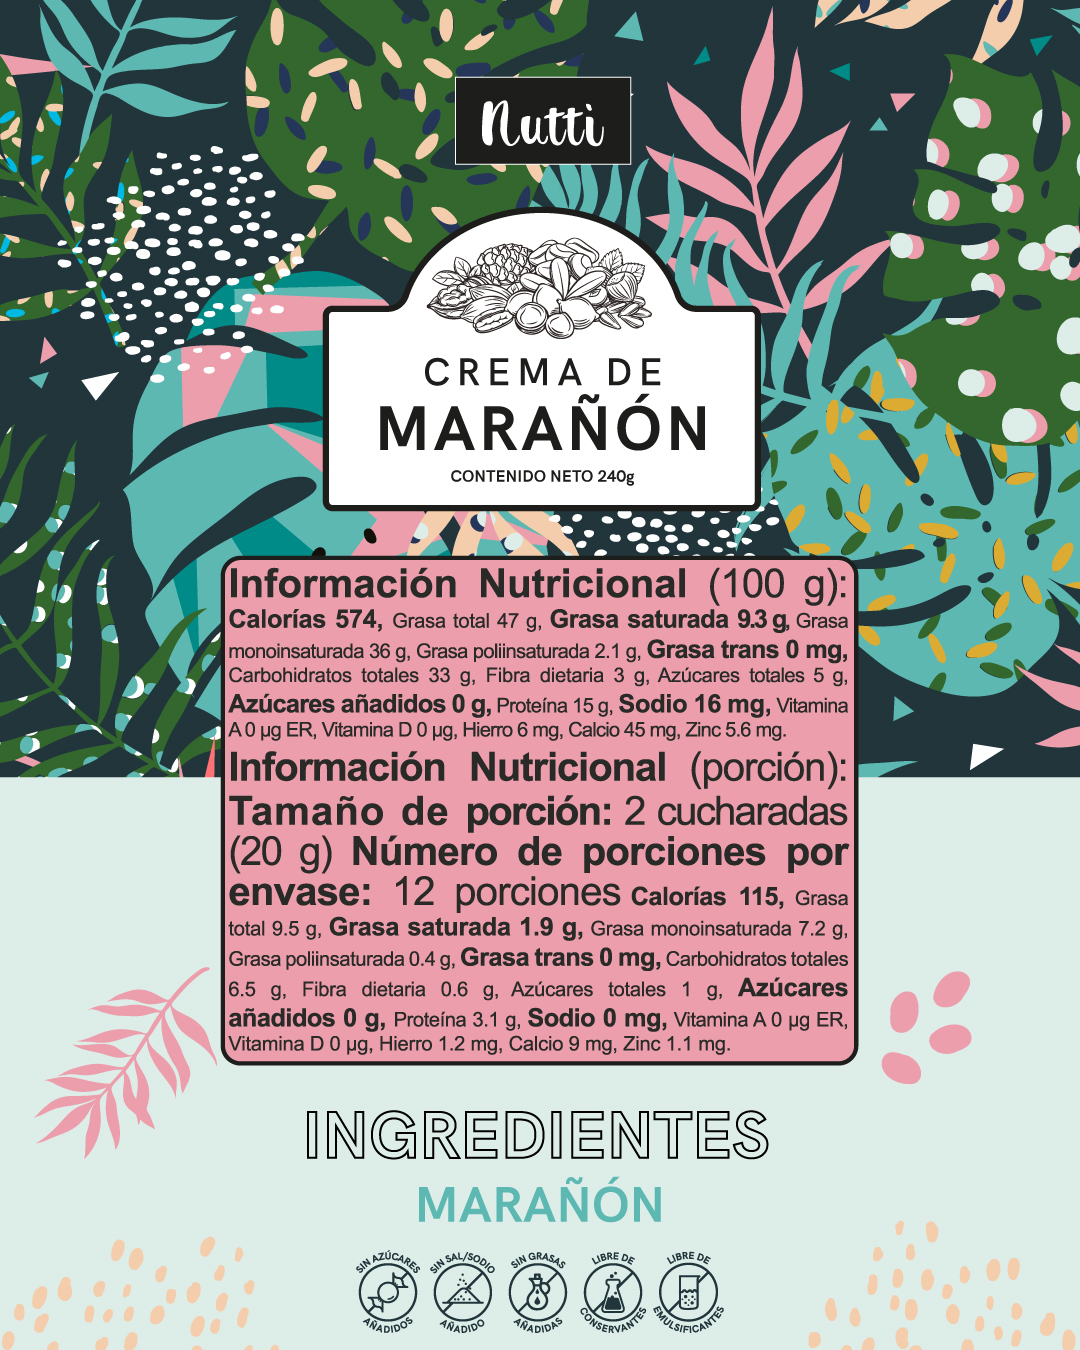 Nutti
CREMA DE
MARAÑÓN
CONTENIDO NETO 240g
Información Nutricional (100 g):
Calorías 574, Grasa total 47 g, Grasa saturada 9.3 g, Grasa
monoinsaturada 36 g, Grasa poliinsaturada 2.1 g, Grasa trans 0 mg,
Carbohidratos totales 33 g, Fibra dietaria 3 g, Azúcares totales 5 g,
Azúcares añadidos 0 g, Proteína 15 g, Sodio 16 mg, Vitamina
A 0 µg ER, Vitamina D 0 µg, Hierro 6 mg, Calcio 45 mg, Zinc 5.6 mg.
Información Nutricional (porción):
Tamaño de porción: 2 cucharadas
(20 g) Número de porciones por
envase: 12 porciones Calorías 115, Grasa
total 9.5 g, Grasa saturada 1.9 g, Grasa monoinsaturada 7.2 g,
Grasa poliinsaturada 0.4 g, Grasa trans 0 mg, Carbohidratos totales
6.5 g, Fibra dietaria 0.6 g, Azúcares totales 1 g, Azúcares
añadidos 0 g, Proteína 3.1 g, Sodio 0 mg, Vitamina A 0 µg ER,
Vitamina D 0 µg, Hierro 1.2 mg, Calcio 9 mg, Zinc 1.1 mg.
INGREDIENTES
MARAÑÓN
SIN AZÚCARES
AÑADIDOS
SIN SAL/SODIO
AÑADIDO
SIN GRASAS
AÑADIDAS
LIBRE DE
CONSERVANTES
LIBRE DE
EMULSIFICANTES